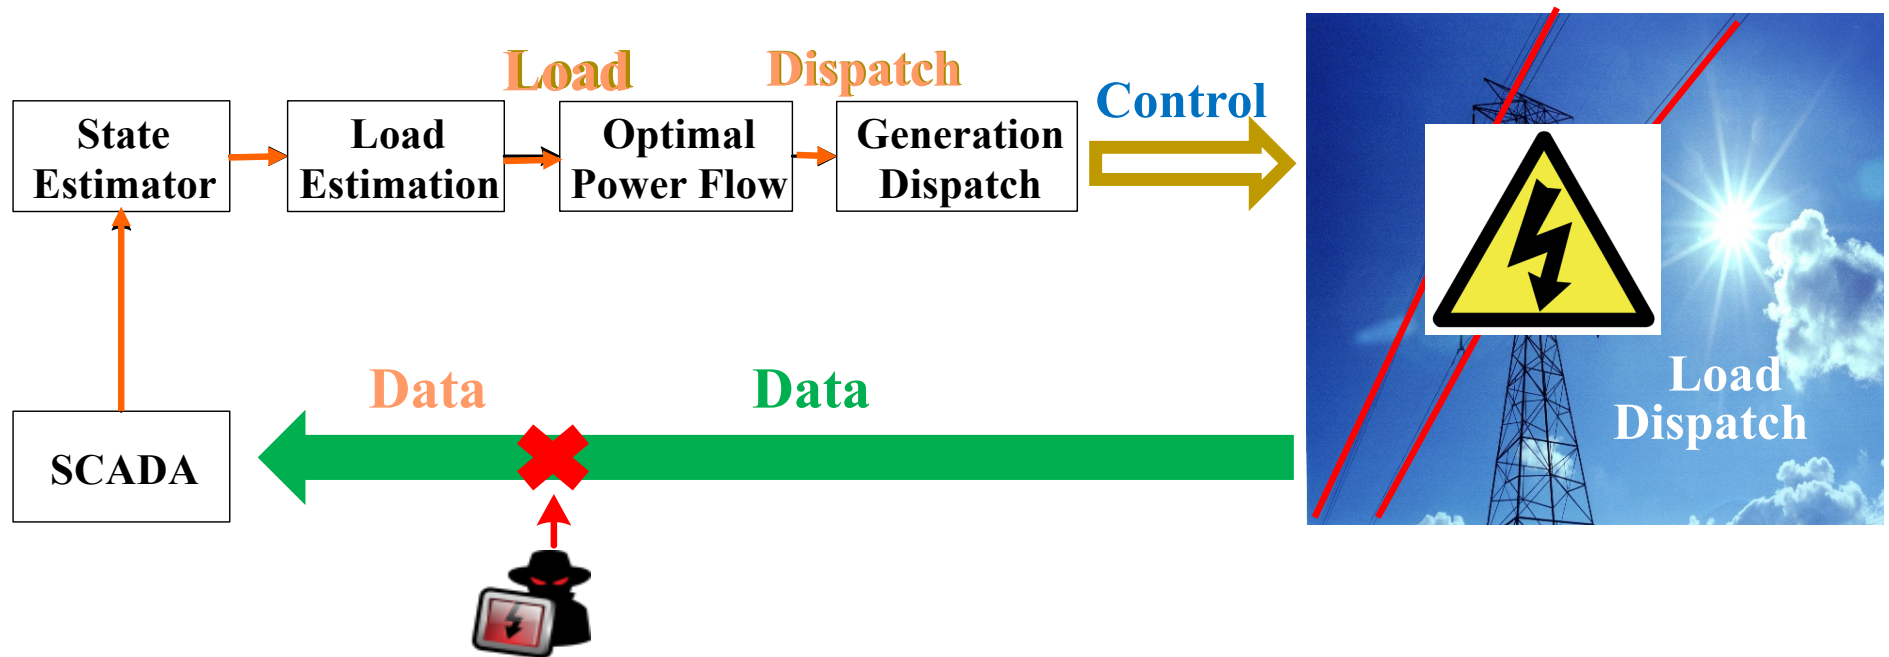 Load
Dispatch
Control
State
Estimator
Load
Estimation
Optimal
Power Flow
Generation
Dispatch
Data
Data
Load
Dispatch
SCADA